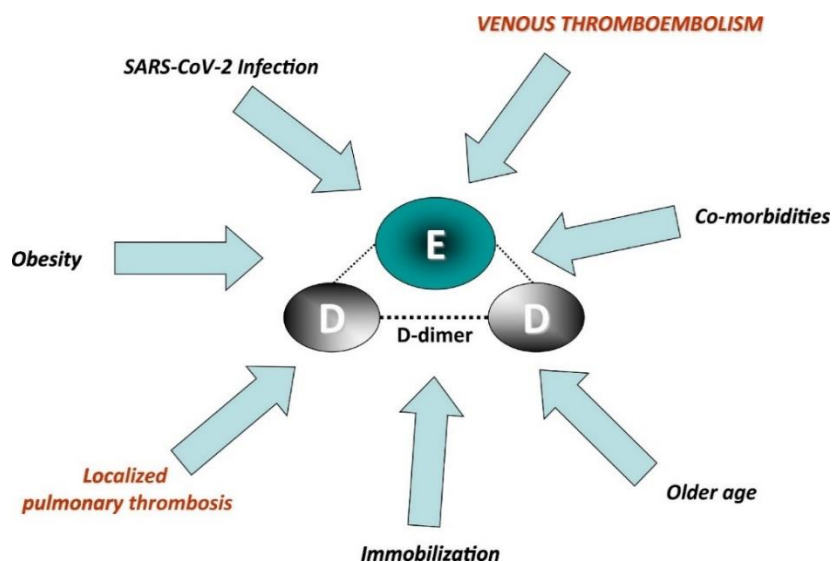 VENOUS THROMBOEMBOLISM
SARS-CoV-2 Infection
Co-morbidities
E
Obesity
D
D
D-dimer
Localized
pulmonary thrombosis
Older age
Immobilization